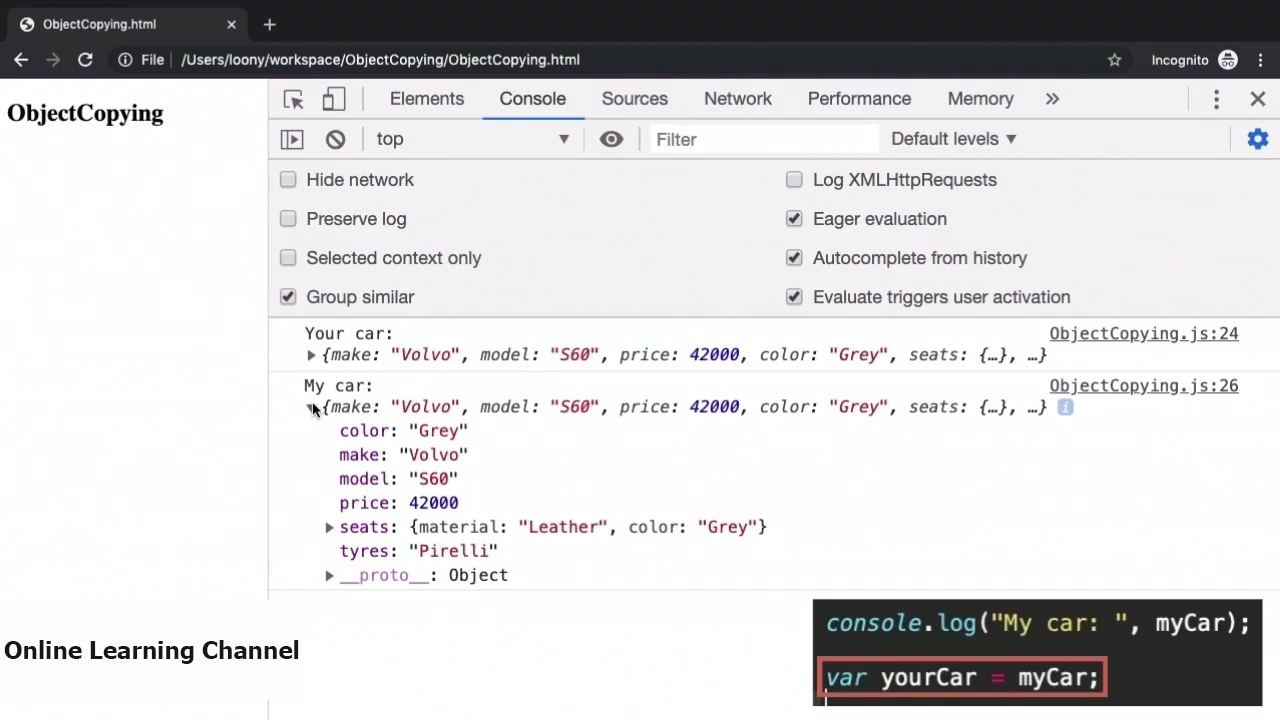 ObjectCopying.html
File /Users/loony/workspace/ObjectCopying/ObjectCopying.html Incognito
ObjectCopying
Elements Console Sources Network Performance Memory
top Filter Default levels
Hide network Log XMLHttpRequests
Preserve log Eager evaluation
Selected context only Autocomplete from history
Group similar Evaluate triggers user activation
Your car: ObjectCopying.js:24
{make: "Volvo", model: "S60", price: 42000, color: "Grey", seats: {…}, …}
My car: ObjectCopying.js:26
{make: "Volvo", model: "S60", price: 42000, color: "Grey", seats: {…}, …} i
color: "Grey"
make: "Volvo"
model: "S60"
price: 42000
seats: {material: "Leather", color: "Grey"}
tyres: "Pirelli"
__proto__: Object
console.log("My car: ", myCar);
var yourCar = myCar;
Online Learning Channel